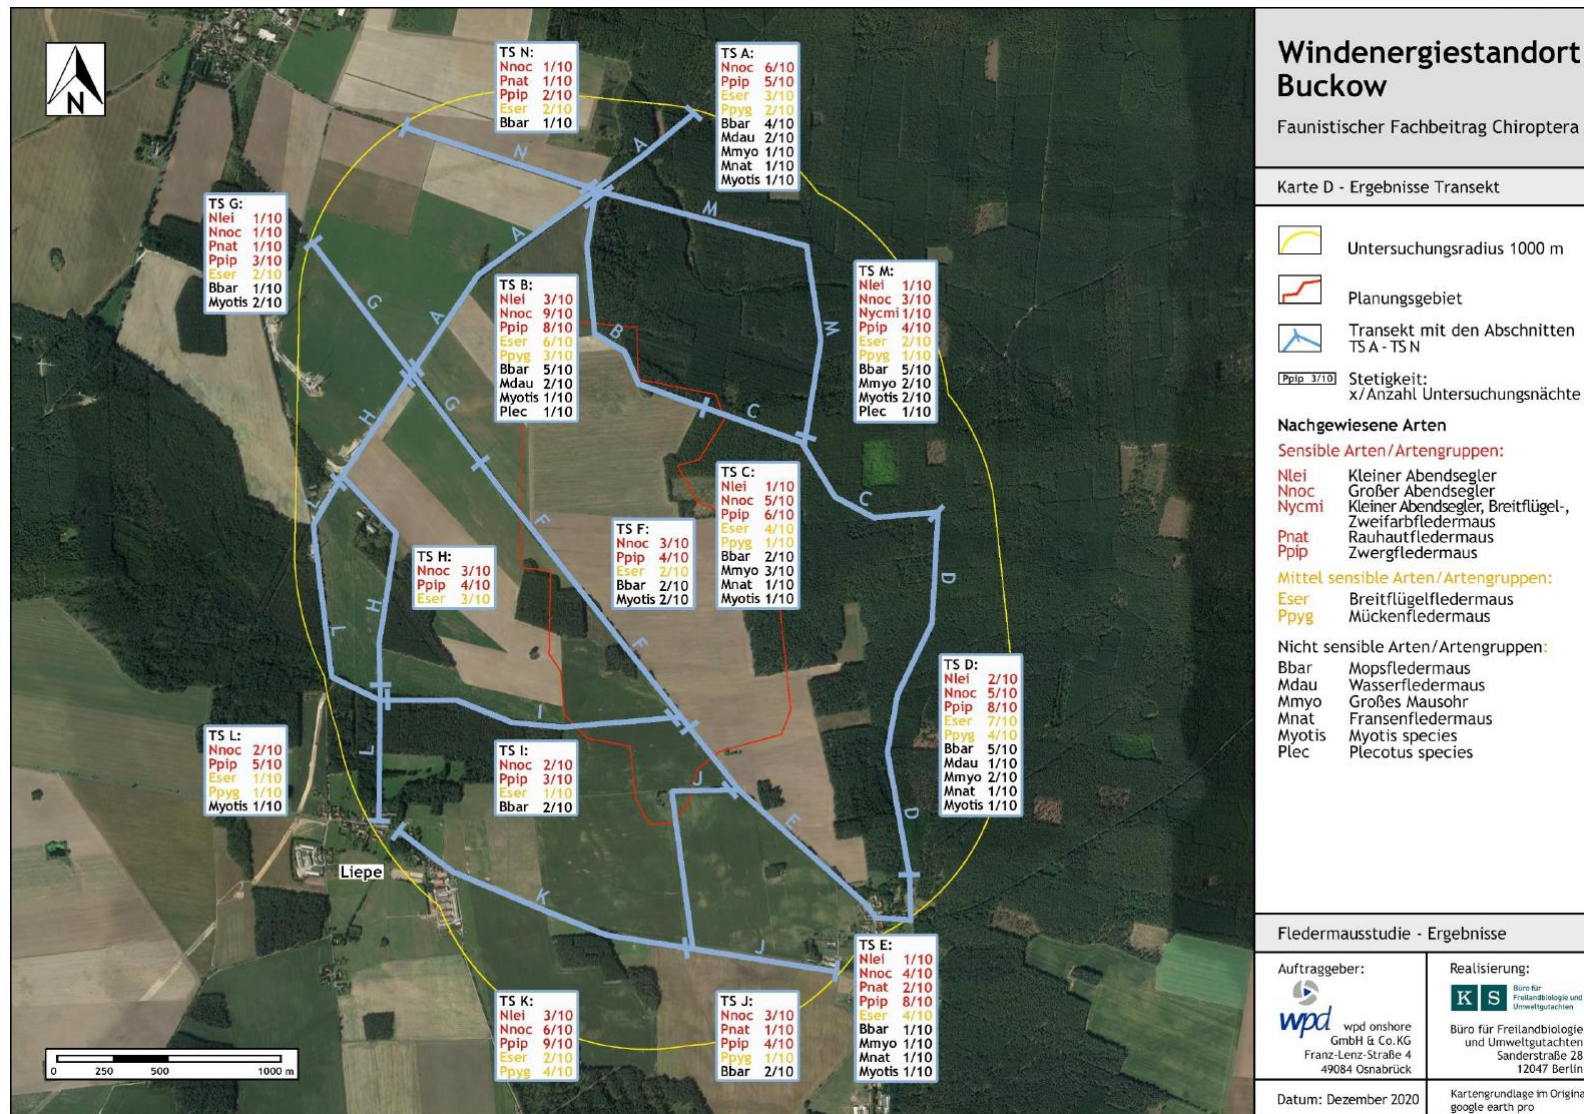 N
TS N:
Nnoc 1/10
Pnat 1/10
Ppip 2/10
Eser 2/10
Bbar 1/10
TS A:
Nnoc 6/10
Ppip 5/10
Eser 3/10
Ppyg 2/10
Bbar 4/10
Mdau 2/10
Mmyo 1/10
Mnat 1/10
Myotis 1/10
TS G:
Nlei 1/10
Nnoc 1/10
Pnat 1/10
Ppip 3/10
Eser 2/10
Bbar 1/10
Myotis 2/10
TS B:
Nlei 3/10
Nnoc 9/10
Ppip 8/10
Eser 6/10
Ppyg 3/10
Bbar 5/10
Mdau 2/10
Myotis 1/10
Plec 1/10
TS M:
Nlei 1/10
Nnoc 3/10
Nycmi 1/10
Ppip 4/10
Eser 2/10
Ppyg 1/10
Bbar 5/10
Mmyo 2/10
Myotis 2/10
Plec 1/10
TS C:
Nlei 1/10
Nnoc 5/10
Ppip 6/10
Eser 4/10
Ppyg 1/10
Bbar 2/10
Mmyo 3/10
Mnat 1/10
Myotis 1/10
TS F:
Nnoc 3/10
Ppip 4/10
Eser 2/10
Bbar 2/10
Myotis 2/10
TS H:
Nnoc 3/10
Ppip 4/10
Eser 3/10
TS D:
Nlei 2/10
Nnoc 5/10
Ppip 8/10
Eser 7/10
Ppyg 4/10
Bbar 5/10
Mdau 1/10
Mmyo 2/10
Mnat 1/10
Myotis 1/10
TS L:
Nnoc 2/10
Ppip 5/10
Eser 1/10
Ppyg 1/10
Myotis 1/10
TS I:
Nnoc 2/10
Ppip 3/10
Eser 1/10
Bbar 2/10
TS E:
Nlei 1/10
Nnoc 4/10
Pnat 2/10
Ppip 8/10
Eser 4/10
Bbar 1/10
Mmyo 1/10
Mnat 1/10
Myotis 1/10
TS K:
Nlei 3/10
Nnoc 6/10
Ppip 9/10
Eser 2/10
Ppyg 4/10
TS J:
Nnoc 3/10
Pnat 1/10
Ppip 4/10
Ppyg 1/10
Bbar 2/10
N
A
A
A
M
M
B
C
C
G
G
H
H
F
F
L
L
L
I
D
D
J
J
E
K
Liepe
0 250 500 1000 m
Windenergiestandort
Buckow
Faunistischer Fachbeitrag Chiroptera
Karte D - Ergebnisse Transekt
Untersuchungsradius 1000 m
Planungsgebiet
Transekt mit den Abschnitten
TS A - TS N
Ppip 3/10 Stetigkeit:
x/Anzahl Untersuchungsnächte
Nachgewiesene Arten
Sensible Arten/Artengruppen:
Nlei Kleiner Abendsegler
Nnoc Großer Abendsegler
Nycmi Kleiner Abendsegler, Breitflügel-,
Zweifarbfledermaus
Pnat Rauhautfledermaus
Ppip Zwergfledermaus
Mittel sensible Arten/Artengruppen:
Eser Breitflügelfledermaus
Ppyg Mückenfledermaus
Nicht sensible Arten/Artengruppen:
Bbar Mopsfledermaus
Mdau Wasserfledermaus
Mmyo Großes Mausohr
Mnat Fransenfledermaus
Myotis Myotis species
Plec Plecotus species
Fledermausstudie - Ergebnisse
Auftraggeber:
wpd wpd onshore
GmbH & Co.KG
Franz-Lenz-Straße 4
49084 Osnabrück
Realisierung:
K S
Büro für
Freilandbiologie und
Umweltgutachten
Büro für Freilandbiologie
und Umweltgutachten
Sanderstraße 28
12047 Berlin
Datum: Dezember 2020
Kartengrundlage im Origina
google earth pro